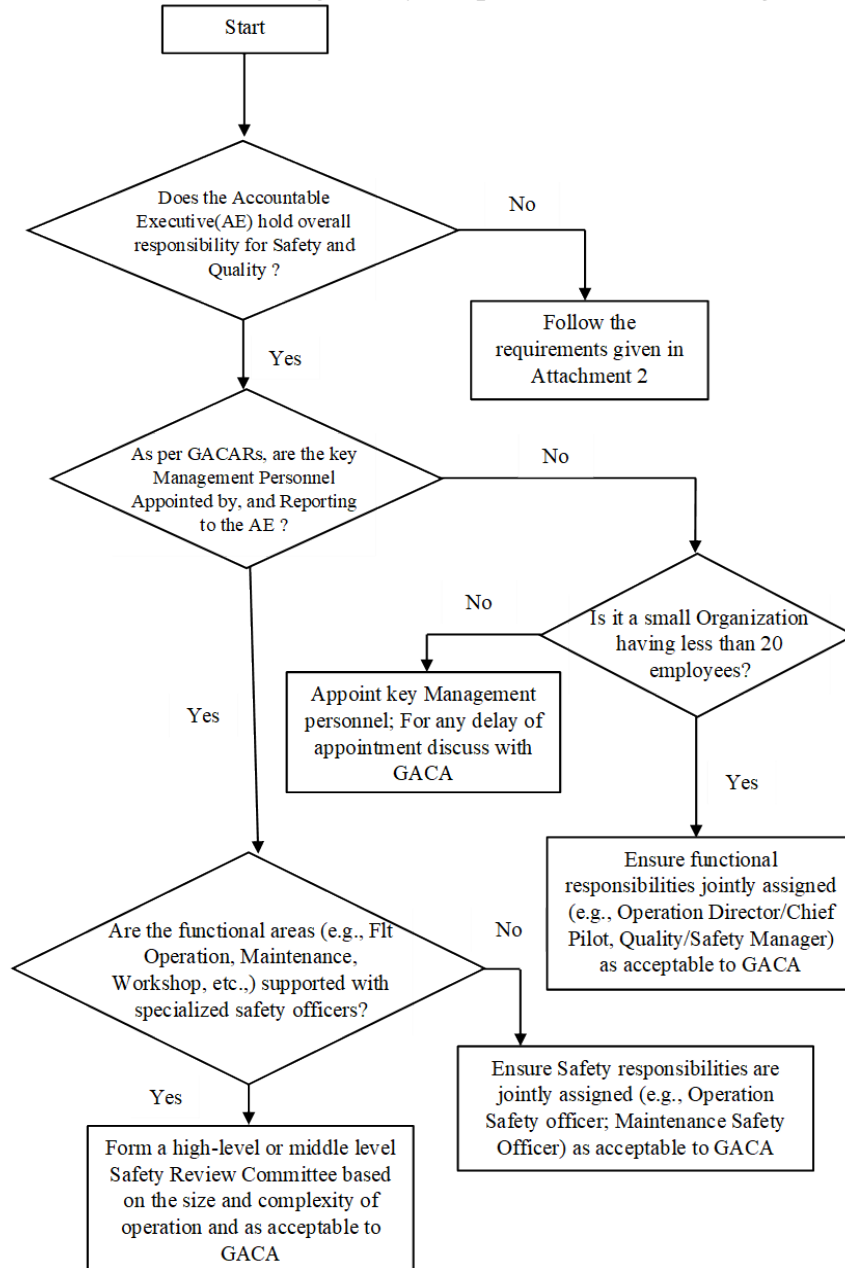 Start
Does the Accountable
Executive(AE) hold overall
responsibility for Safety and
Quality ?
No
Follow the
requirements given in
Attachment 2
Yes
As per GACARs, are the key
Management Personnel
Appointed by, and Reporting
to the AE ?
No
Is it a small Organization
having less than 20
employees?
No
Appoint key Management
personnel; For any delay of
appointment discuss with
GACA
Yes
Yes
Ensure functional
responsibilities jointly assigned
(e.g., Operation Director/Chief
Pilot, Quality/Safety Manager)
as acceptable to GACA
Are the functional areas (e.g., Flt
Operation, Maintenance,
Workshop, etc.,) supported with
specialized safety officers?
No
Ensure Safety responsibilities are
jointly assigned (e.g., Operation
Safety officer; Maintenance Safety
Officer) as acceptable to GACA
Yes
Form a high-level or middle level
Safety Review Committee based
on the size and complexity of
operation and as acceptable to
GACA